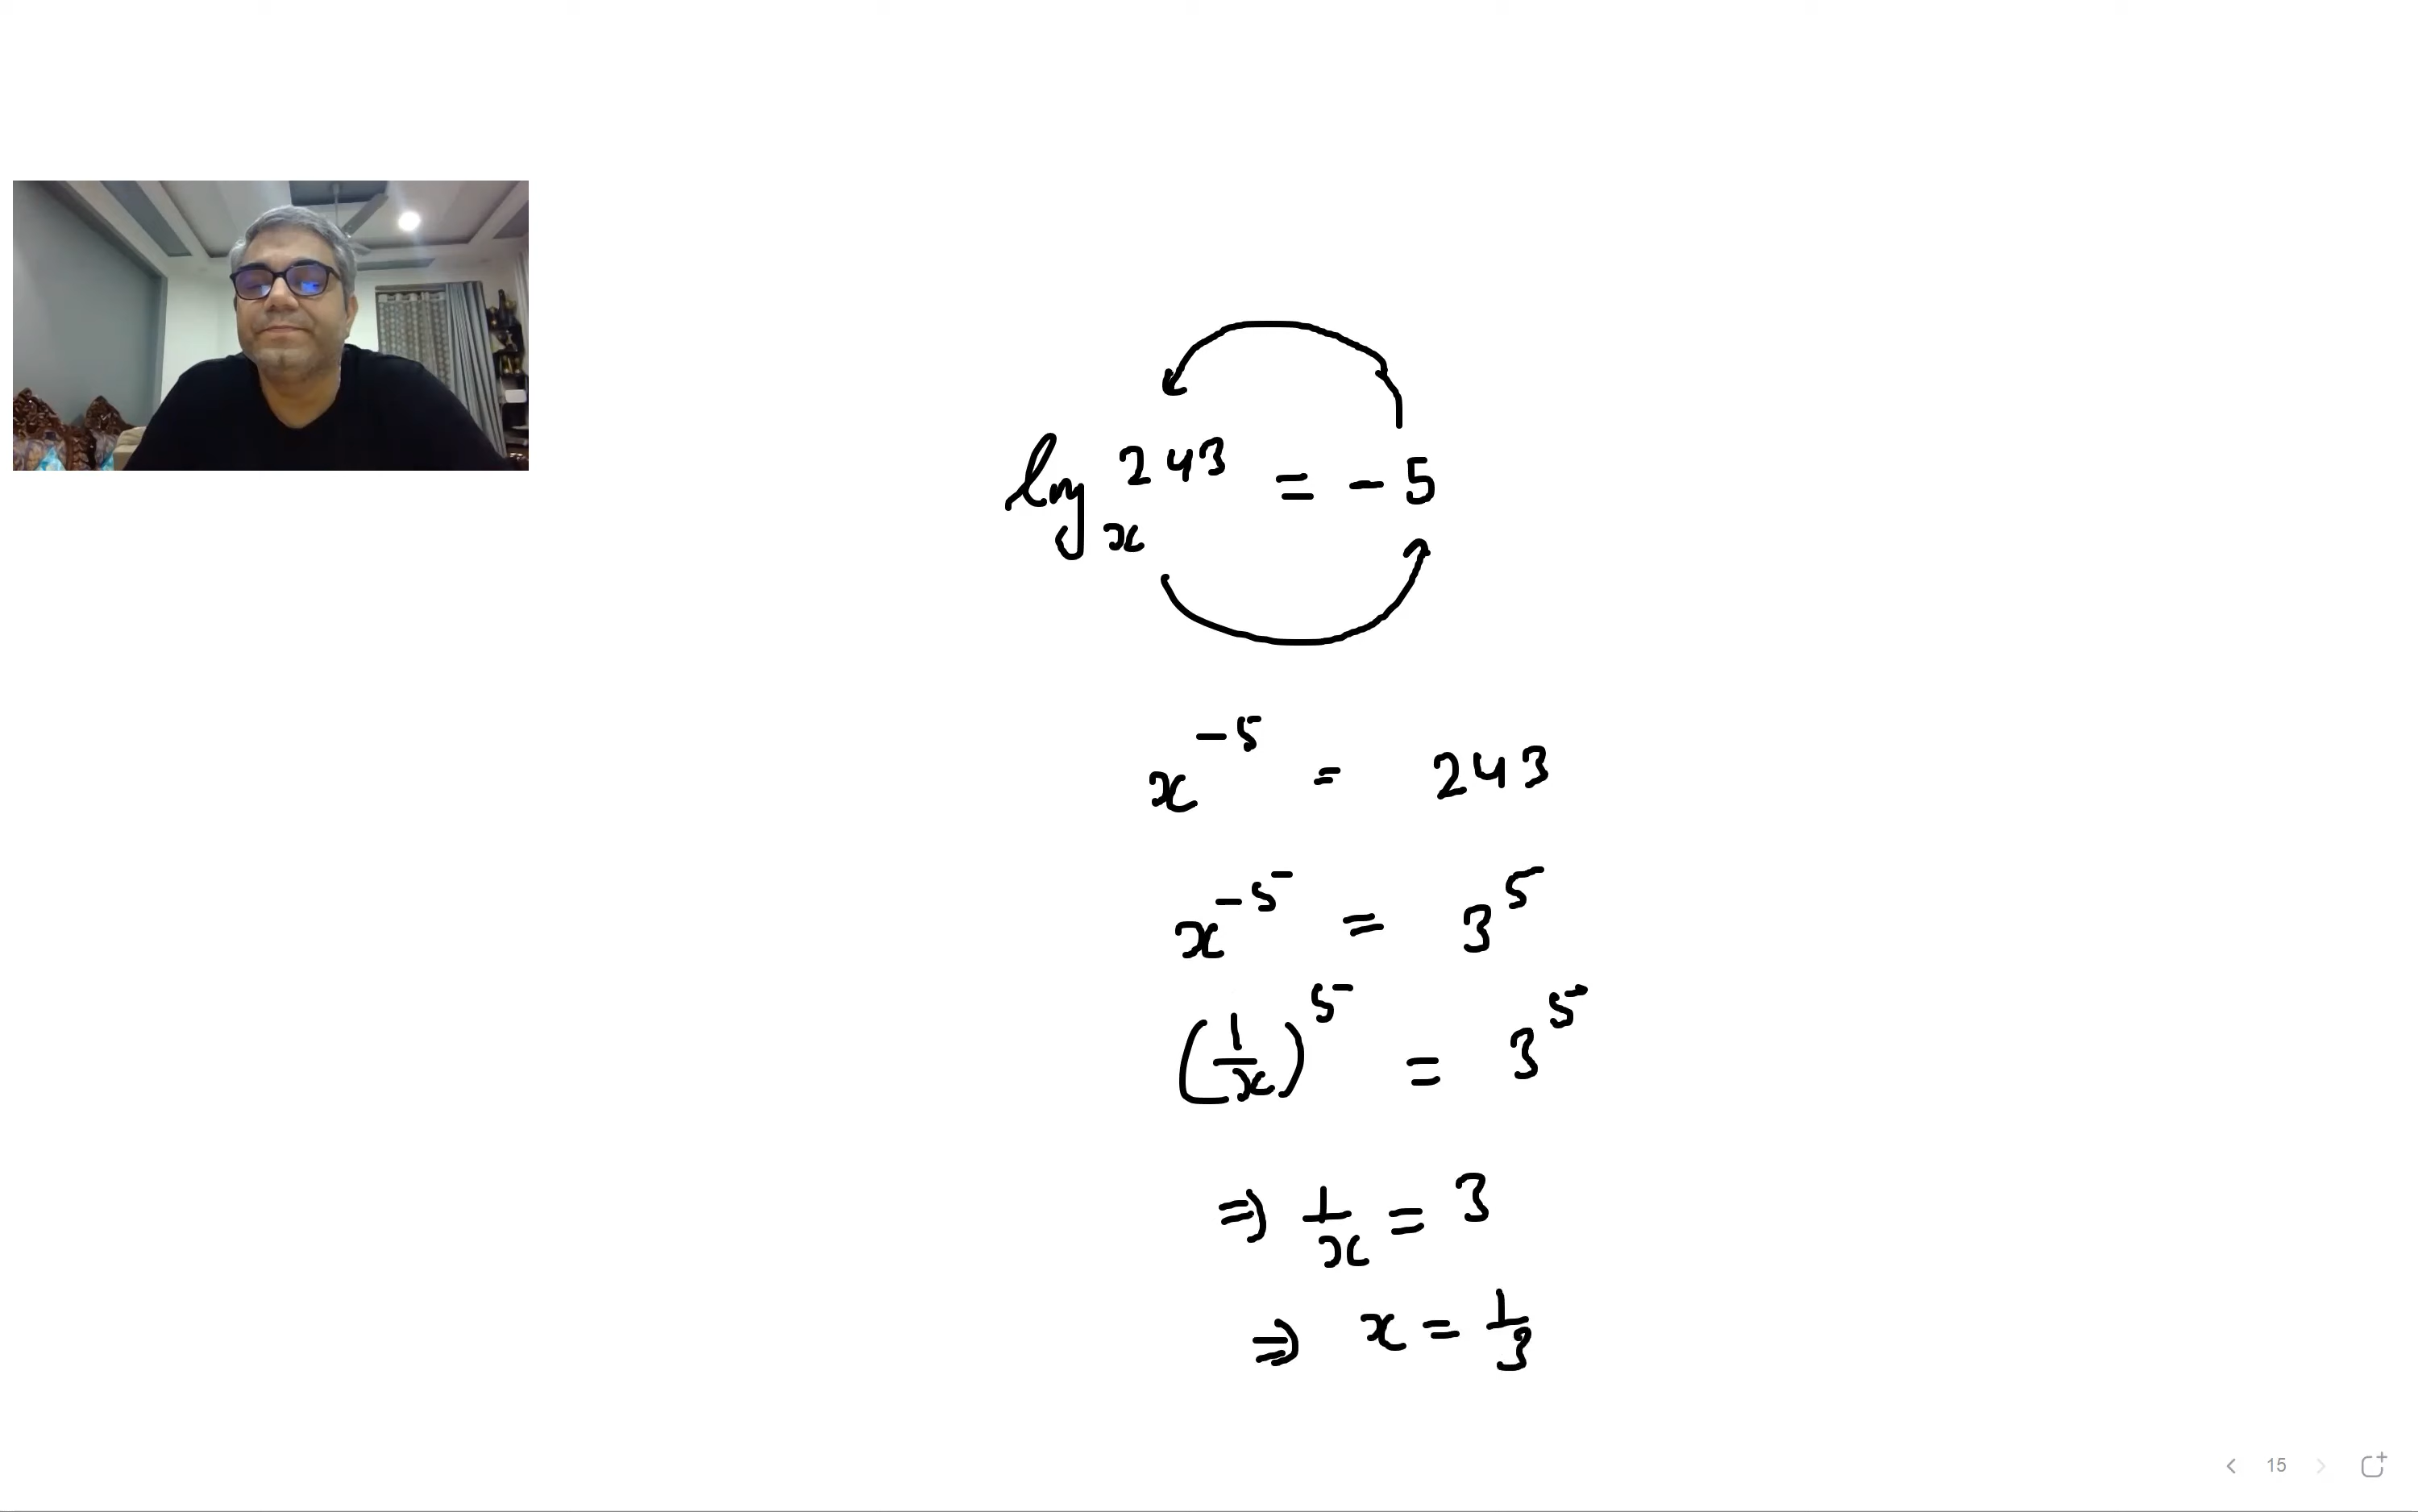 log_x 243 = -5
x^-5 = 243
x^-5 = 3^5
(1/x)^5 = 3^5
⇒ 1/x = 3
⇒ x = 1/3
15